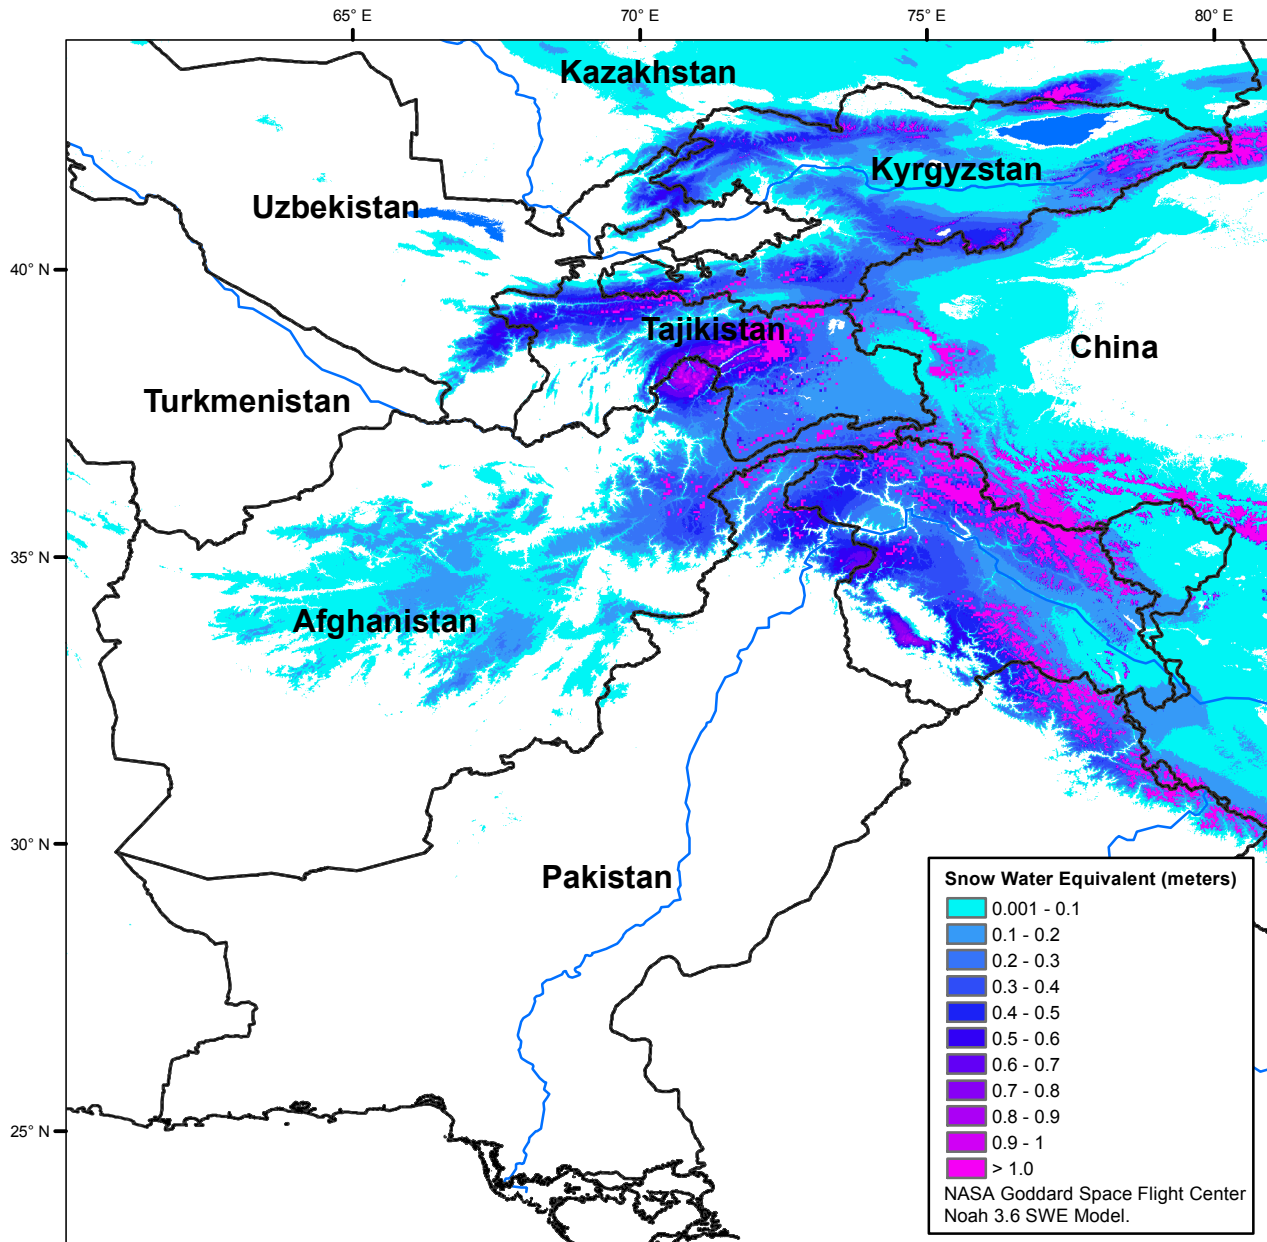 65° E
70° E
75° E
80° E
Kazakhstan
Kyrgyzstan
Uzbekistan
40° N
Tajikistan
China
Turkmenistan
35° N
Afghanistan
30° N
Pakistan
25° N
Snow Water Equivalent (meters)
0.001 - 0.1
0.1 - 0.2
0.2 - 0.3
0.3 - 0.4
0.4 - 0.5
0.5 - 0.6
0.6 - 0.7
0.7 - 0.8
0.8 - 0.9
0.9 - 1
> 1.0
NASA Goddard Space Flight Center
Noah 3.6 SWE Model.